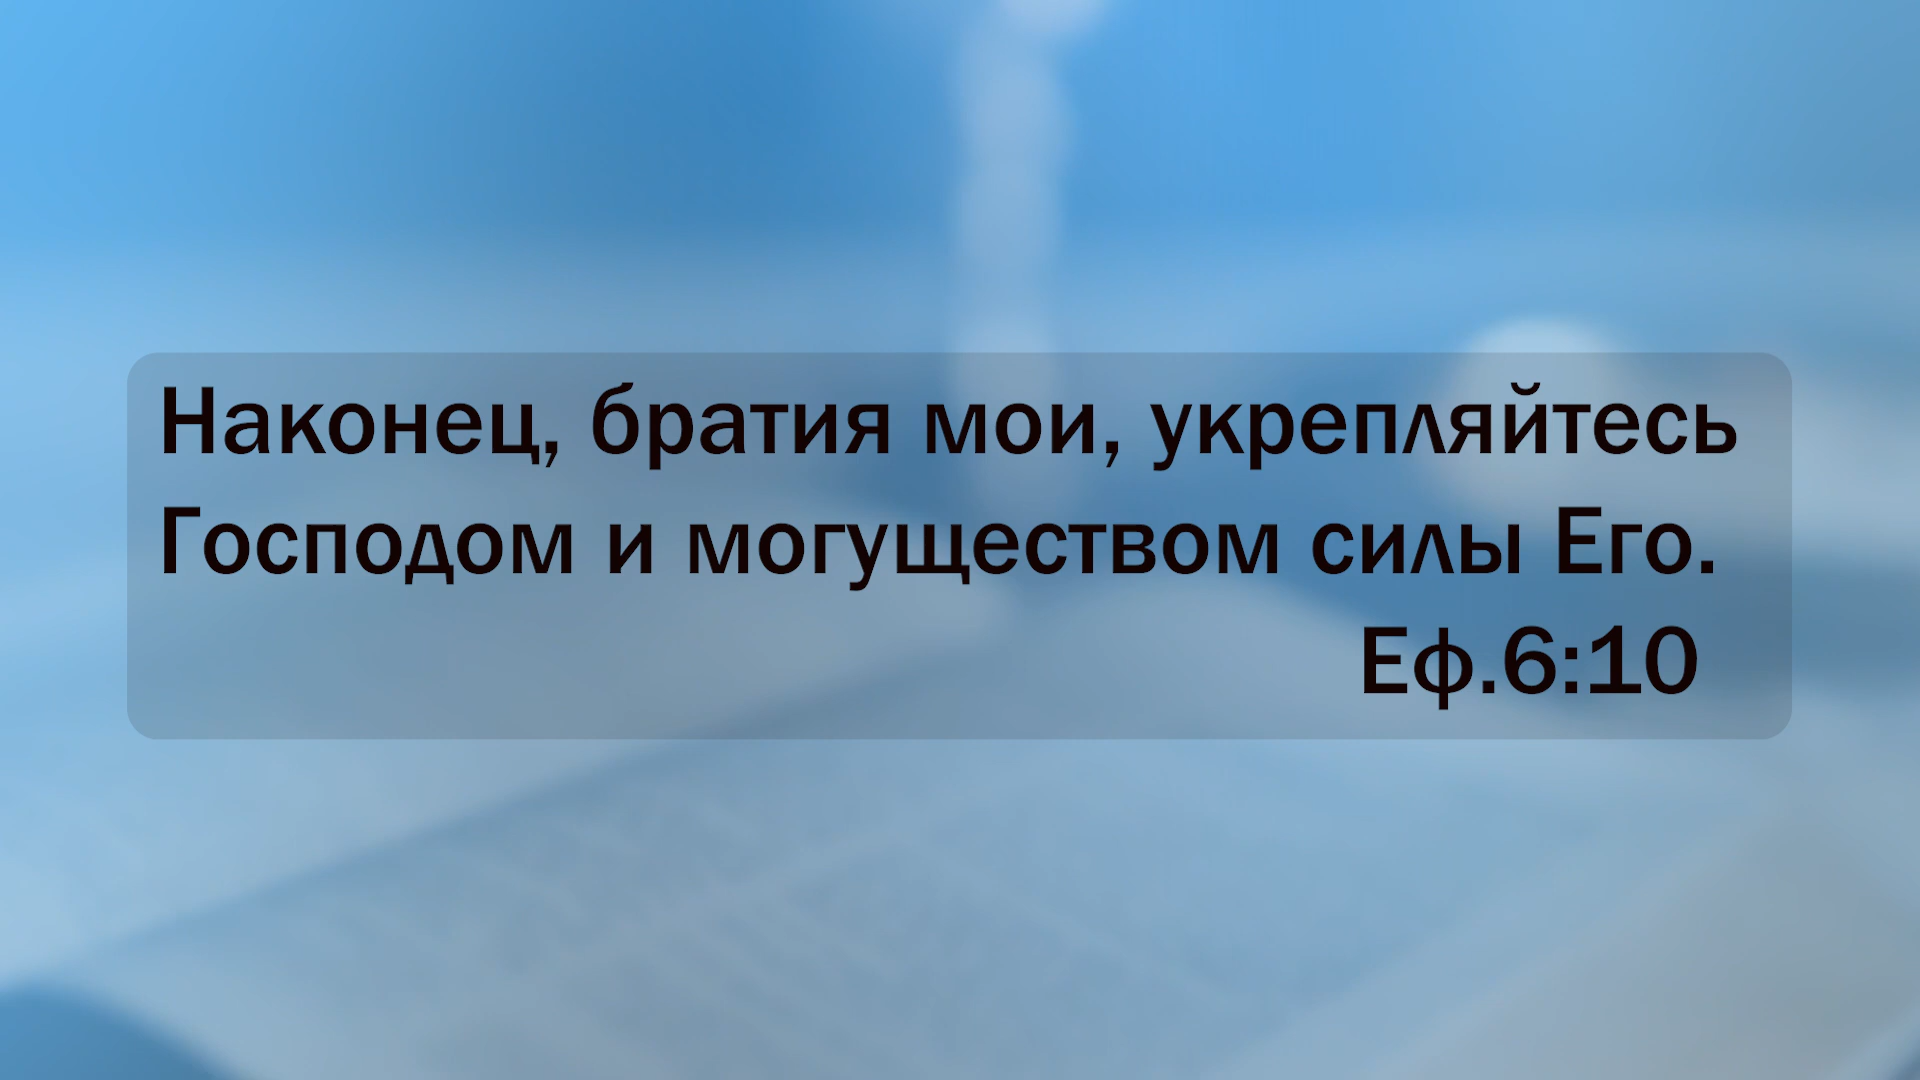 Наконец, братия мои, укрепляйтесь
Господом и могуществом силы Его.
Еф.6:10